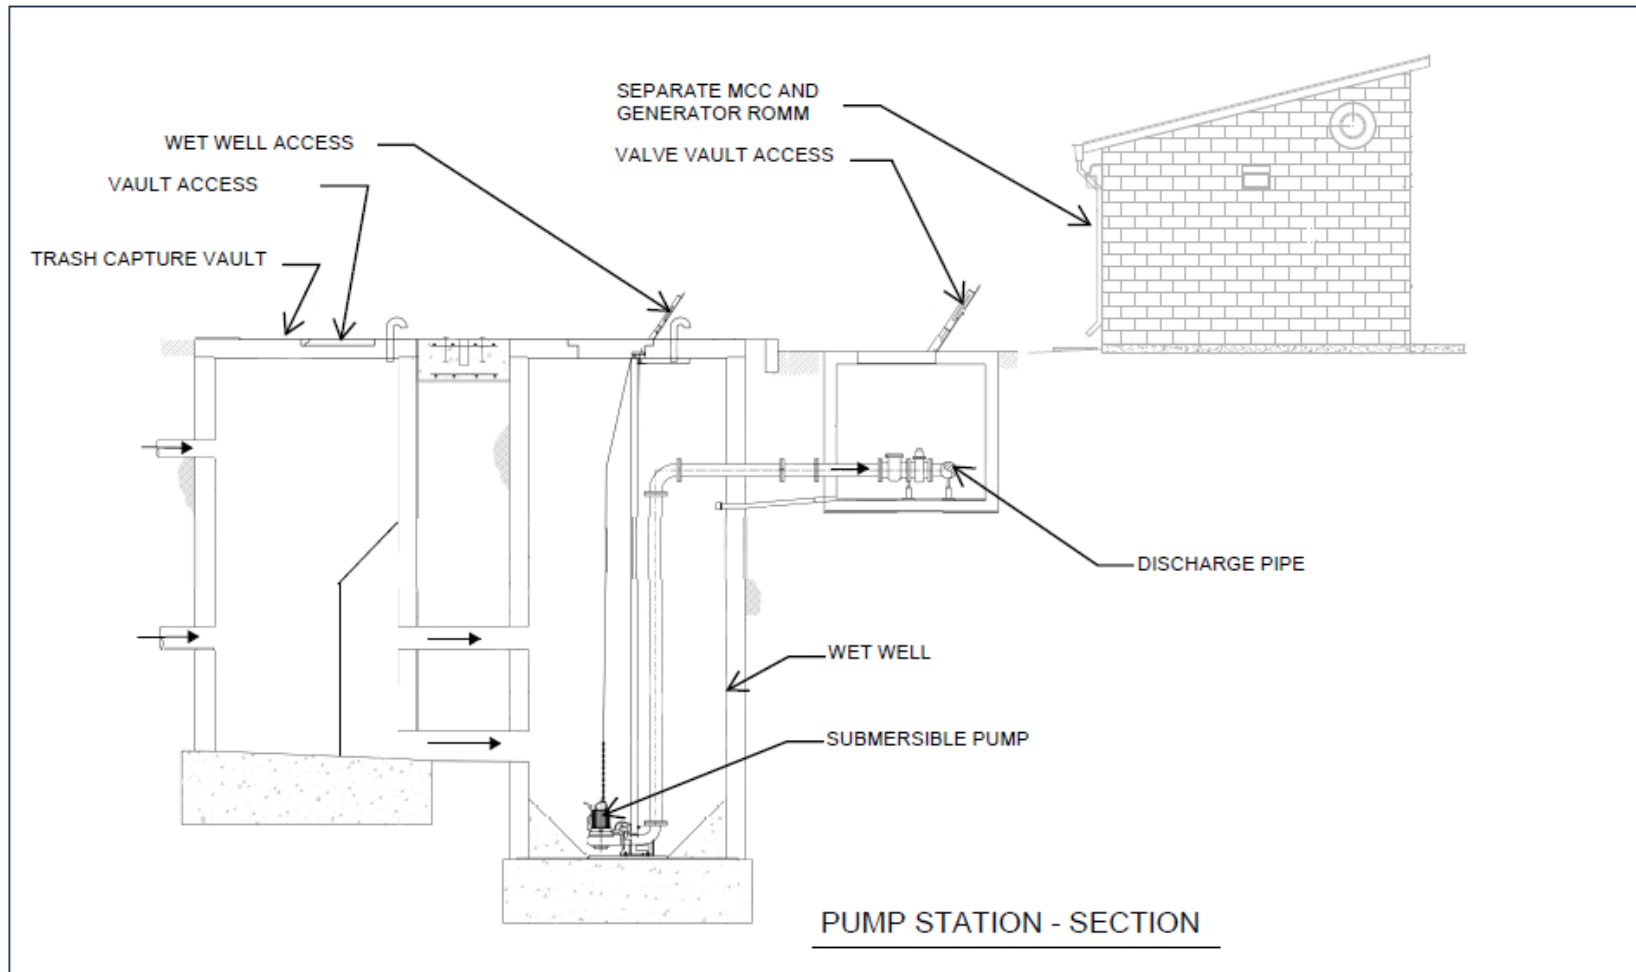 SEPARATE MCC AND
GENERATOR ROMM
WET WELL ACCESS
VALVE VAULT ACCESS
VAULT ACCESS
TRASH CAPTURE VAULT
DISCHARGE PIPE
WET WELL
SUBMERSIBLE PUMP
PUMP STATION - SECTION